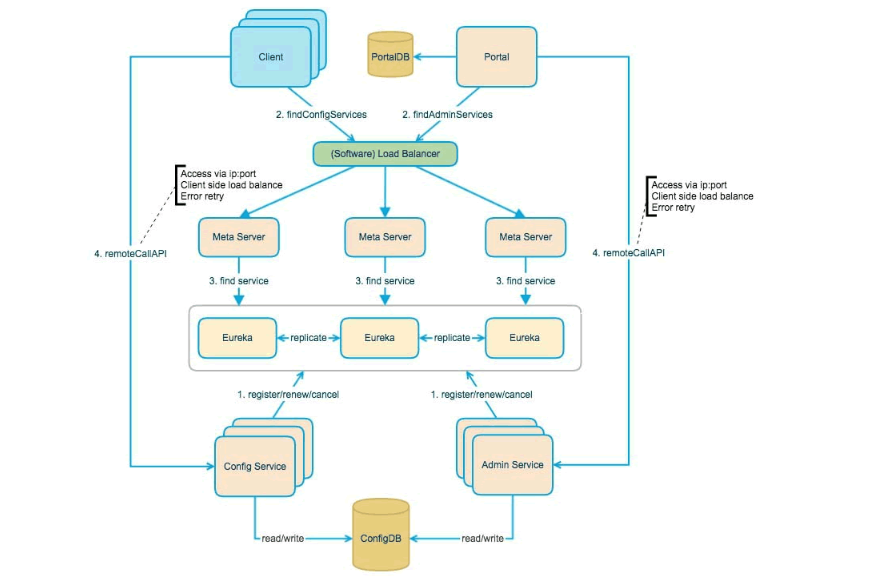 Client
PortalDB
Portal
2. findConfigServices
2. findAdminServices
(Software) Load Balancer
Access via ip:port
Client side load balance
Error retry
Access via ip:port
Client side load balance
Error retry
Meta Server
Meta Server
Meta Server
4. remoteCallAPI
4. remoteCallAPI
3. find service
3. find service
3. find service
Eureka
replicate
Eureka
replicate
Eureka
1. register/renew/cancel
1. register/renew/cancel
Config Service
Admin Service
read/write
ConfigDB
read/write